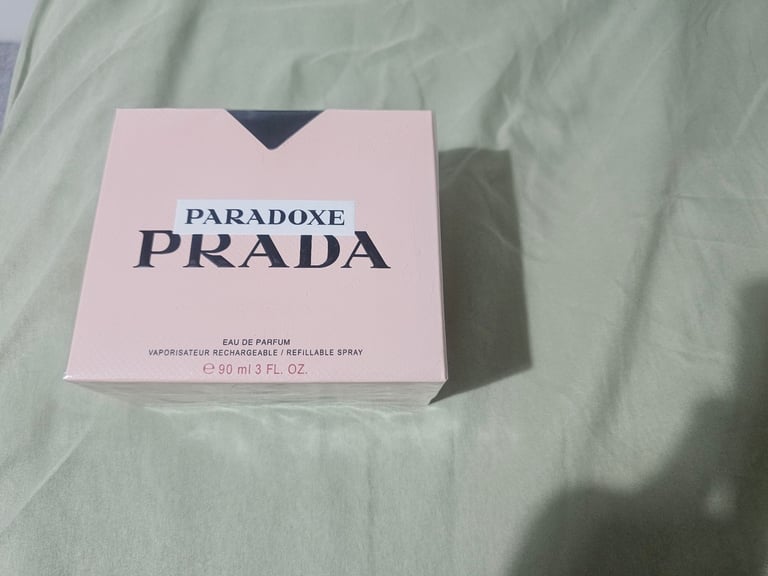 PARADOXE
PRADA
EAU DE PARFUM
VAPORISATEUR RECHARGEABLE / REFILLABLE SPRAY
℮ 90 ml 3 FL. OZ.